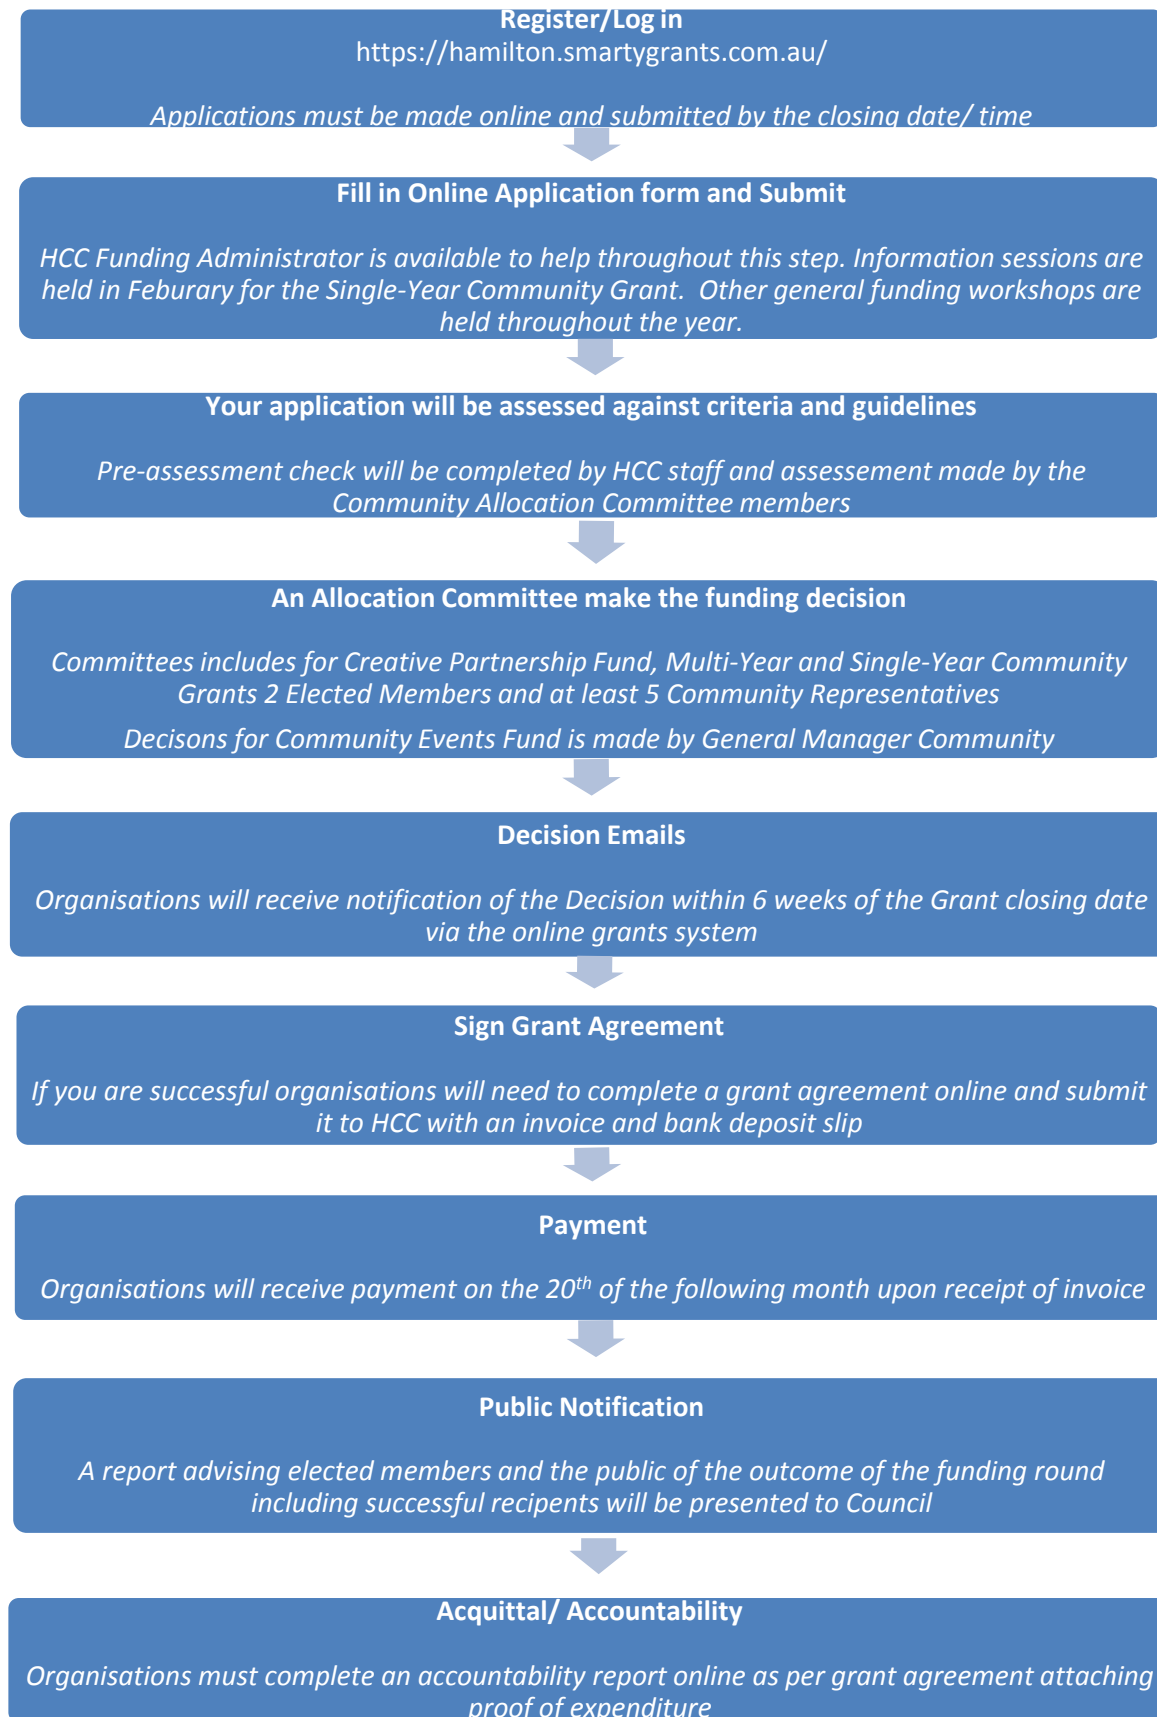 Register/Log in
https://hamilton.smartygrants.com.au/
Applications must be made online and submitted by the closing date/ time
Fill in Online Application form and Submit
HCC Funding Administrator is available to help throughout this step. Information sessions are
held in Feburary for the Single-Year Community Grant.  Other general funding workshops are
held throughout the year.
Your application will be assessed against criteria and guidelines
Pre-assessment check will be completed by HCC staff and assessement made by the
Community Allocation Committee members
An Allocation Committee make the funding decision
Committees includes for Creative Partnership Fund, Multi-Year and Single-Year Community
Grants 2 Elected Members and at least 5 Community Representatives
Decisons for Community Events Fund is made by General Manager Community
Decision Emails
Organisations will receive notification of the Decision within 6 weeks of the Grant closing date
via the online grants system
Sign Grant Agreement
If you are successful organisations will need to complete a grant agreement online and submit
it to HCC with an invoice and bank deposit slip
Payment
Organisations will receive payment on the 20th of the following month upon receipt of invoice
Public Notification
A report advising elected members and the public of the outcome of the funding round
including successful recipents will be presented to Council
Acquittal/ Accountability
Organisations must complete an accountability report online as per grant agreement attaching
proof of expenditure